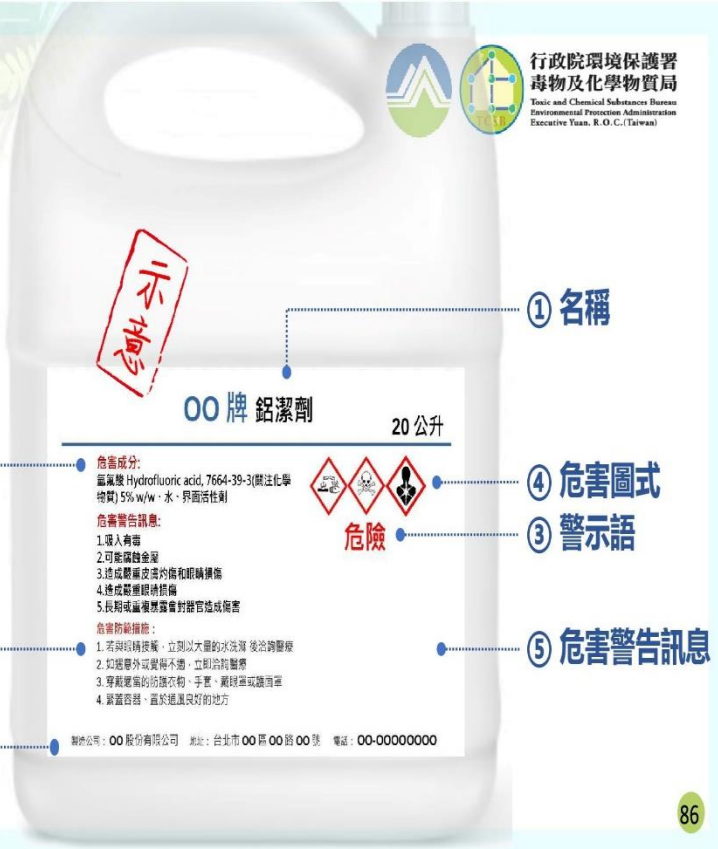 行政院環境保護署
毒物及化學物質局
Toxic and Chemical Substances Bureau
Environmental Protection Administration
Executive Yuan, R.O.C.(Taiwan)
TCSB
示意
① 名稱
OO 牌 鋁潔劑
20 公升
危害成分:
氫氟酸 Hydrofluoric acid, 7664-39-3(關注化學
物質) 5% w/w、水、界面活性劑
④ 危害圖式
危險
③ 警示語
危害警告訊息:
1.吸入有毒
2.可能腐蝕金屬
3.造成嚴重皮膚灼傷和眼睛損傷
4.造成嚴重眼睛損傷
5.長期或重複暴露會對器官造成傷害
⑤ 危害警告訊息
危害防範措施：
1. 若與眼睛接觸，立刻以大量的水洗滌 後洽詢醫療
2. 如遇意外或覺得不適，立即洽詢醫療
3. 穿戴適當的防護衣物、手套、戴眼罩或護面罩
4. 緊蓋容器、置於通風良好的地方
製造公司：OO 股份有限公司 地址：台北市 OO 區 OO 路 OO 號 電話：OO-OOOOOOOO
86